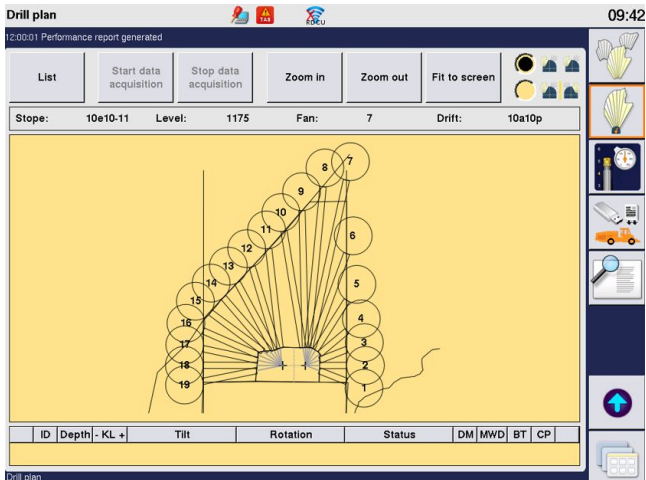 Drill plan
TAS
RDCU
09:42
12:00:01 Performance report generated
List
Start data acquisition
Stop data acquisition
Zoom in
Zoom out
Fit to screen
Stope: 10e10-11 Level: 1175 Fan: 7 Drift: 10a10p
7
8
9
10
6
11
12
13
5
14
15
4
16
3
17
2
18
1
19
ID Depth - KL + Tilt Rotation Status DM MWD BT CP
Drill plan